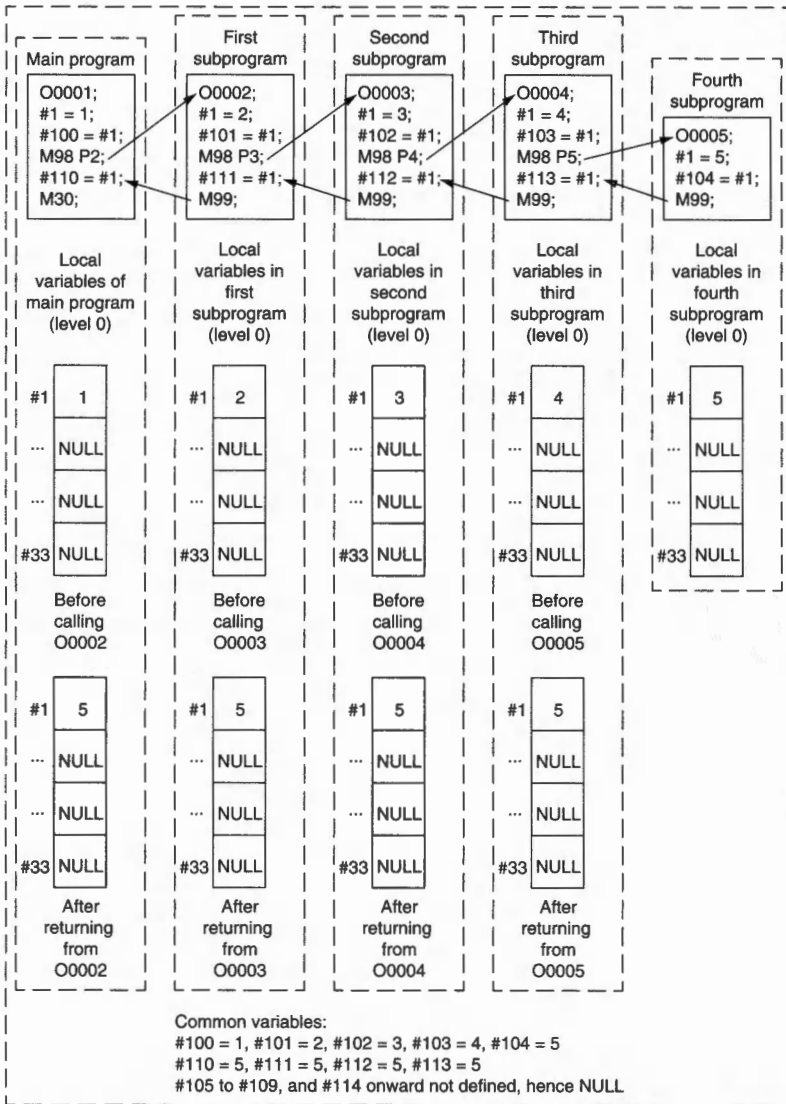 Main program
O0001;
#1 = 1;
#100 = #1;
M98 P2;
#110 = #1;
M30;
Local
variables of
main program
(level 0)
#1 1
... NULL
... NULL
#33 NULL
Before
calling
O0002
#1 5
... NULL
... NULL
#33 NULL
After
returning
from
O0002
First
subprogram
O0002;
#1 = 2;
#101 = #1;
M98 P3;
#111 = #1;
M99;
Local
variables in
first
subprogram
(level 0)
#1 2
... NULL
... NULL
#33 NULL
Before
calling
O0003
#1 5
... NULL
... NULL
#33 NULL
After
returning
from
O0003
Second
subprogram
O0003;
#1 = 3;
#102 = #1;
M98 P4;
#112 = #1;
M99;
Local
variables in
second
subprogram
(level 0)
#1 3
... NULL
... NULL
#33 NULL
Before
calling
O0004
#1 5
... NULL
... NULL
#33 NULL
After
returning
from
O0004
Third
subprogram
O0004;
#1 = 4;
#103 = #1;
M98 P5;
#113 = #1;
M99;
Local
variables in
third
subprogram
(level 0)
#1 4
... NULL
... NULL
#33 NULL
Before
calling
O0005
#1 5
... NULL
... NULL
#33 NULL
After
returning
from
O0005
Fourth
subprogram
O0005;
#1 = 5;
#104 = #1;
M99;
Local
variables in
fourth
subprogram
(level 0)
#1 5
... NULL
... NULL
#33 NULL
Common variables:
#100 = 1, #101 = 2, #102 = 3, #103 = 4, #104 = 5
#110 = 5, #111 = 5, #112 = 5, #113 = 5
#105 to #109, and #114 onward not defined, hence NULL